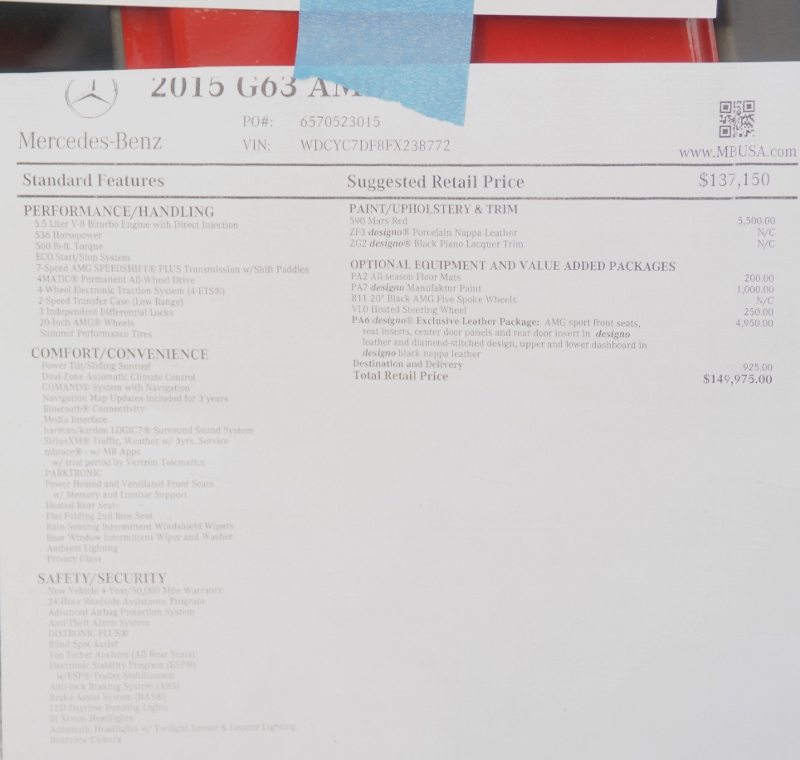 2015 G63 AM
PO#: 6570523015
Mercedes-Benz
VIN: WDCYC7DF8FX238772
www.MBUSA.com
Standard Features
Suggested Retail Price $137,150
PERFORMANCE/HANDLING
5.5 Liter V-8 Biturbo Engine with Direct Injection
536 Horsepower
560 lb ft. Torque
ECO Start/Stop System
7-Speed AMG SPEEDSHIFT® PLUS Transmission w/Shift Paddles
4MATIC® Permanent All-Wheel Drive
4-Wheel Electronic Traction System (4-ETS®)
2-Speed Transfer Case (Low Range)
3 Independent Differential Locks
20-Inch AMG® Wheels
Summer Performance Tires
COMFORT/CONVENIENCE
Power Tilt/Sliding Sunroof
Dual-Zone Automatic Climate Control
COMAND® System with Navigation
Navigation Map Updates included for 3 years
Bluetooth® Connectivity
Media Interface
harman/kardon LOGIC7® Surround Sound System
SiriusXM® Traffic, Weather w/ 3yrs. Service
mbrace® - w/ MB Apps
w/ trial period by Verizon Telematics
PARKTRONIC
Power Heated and Ventilated Front Seats
w/ Memory and Lumbar Support
Heated Rear Seats
Flat-Folding 2nd Row Seat
Rain-Sensing Intermittent Windshield Wipers
Rear Window Intermittent Wiper and Washer
Ambient Lighting
Privacy Glass
SAFETY/SECURITY
New Vehicle 4-Year/50,000 Mile Warranty
24-Hour Roadside Assistance Program
Advanced Airbag Protection System
Anti-Theft Alarm System
DISTRONIC PLUS®
Blind Spot Assist
Top Tether Anchors (All Rear Seats)
Electronic Stability Program (ESP®)
w/ESP® Trailer Stabilization
Anti-lock Braking System (ABS)
Brake Assist System (BAS®)
LED Daytime Running Lights
Bi-Xenon Headlights
Automatic Headlights w/ Twilight Sensor & Locator Lighting
Rearview Camera
PAINT/UPHOLSTERY & TRIM
590 Mars Red 5,500.00
ZF3 designo® Porcelain Nappa Leather N/C
ZG2 designo® Black Piano Lacquer Trim N/C
OPTIONAL EQUIPMENT AND VALUE ADDED PACKAGES
PA2 All-season Floor Mats 200.00
PA7 designo Manufaktur Paint 1,000.00
R11 20" Black AMG Five Spoke Wheels N/C
VL0 Heated Steering Wheel 250.00
PA6 designo® Exclusive Leather Package: AMG sport front seats, 4,950.00
seat inserts, center door panels and rear door insert in designo
leather and diamond-stitched design, upper and lower dashboard in
designo black nappa leather
Destination and Delivery 925.00
Total Retail Price $149,975.00